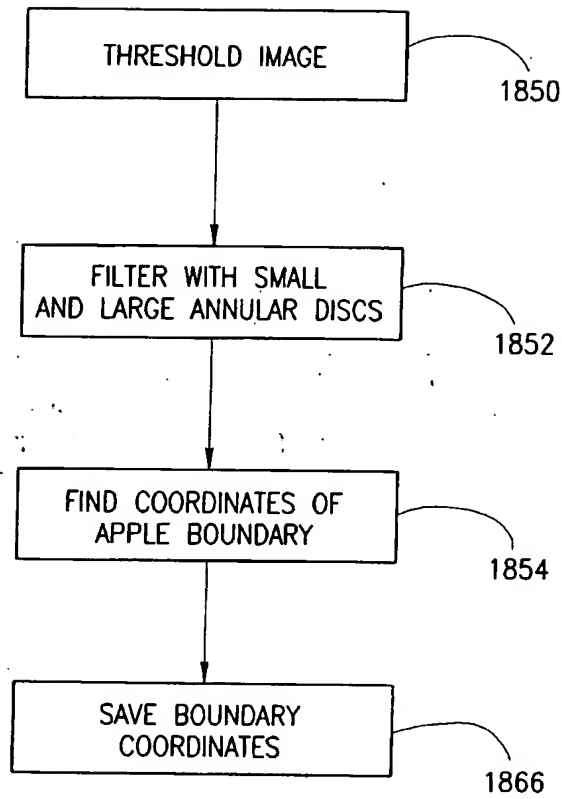 THRESHOLD IMAGE
1850
FILTER WITH SMALL
AND LARGE ANNULAR DISCS
1852
FIND COORDINATES OF
APPLE BOUNDARY
1854
SAVE BOUNDARY
COORDINATES
1866